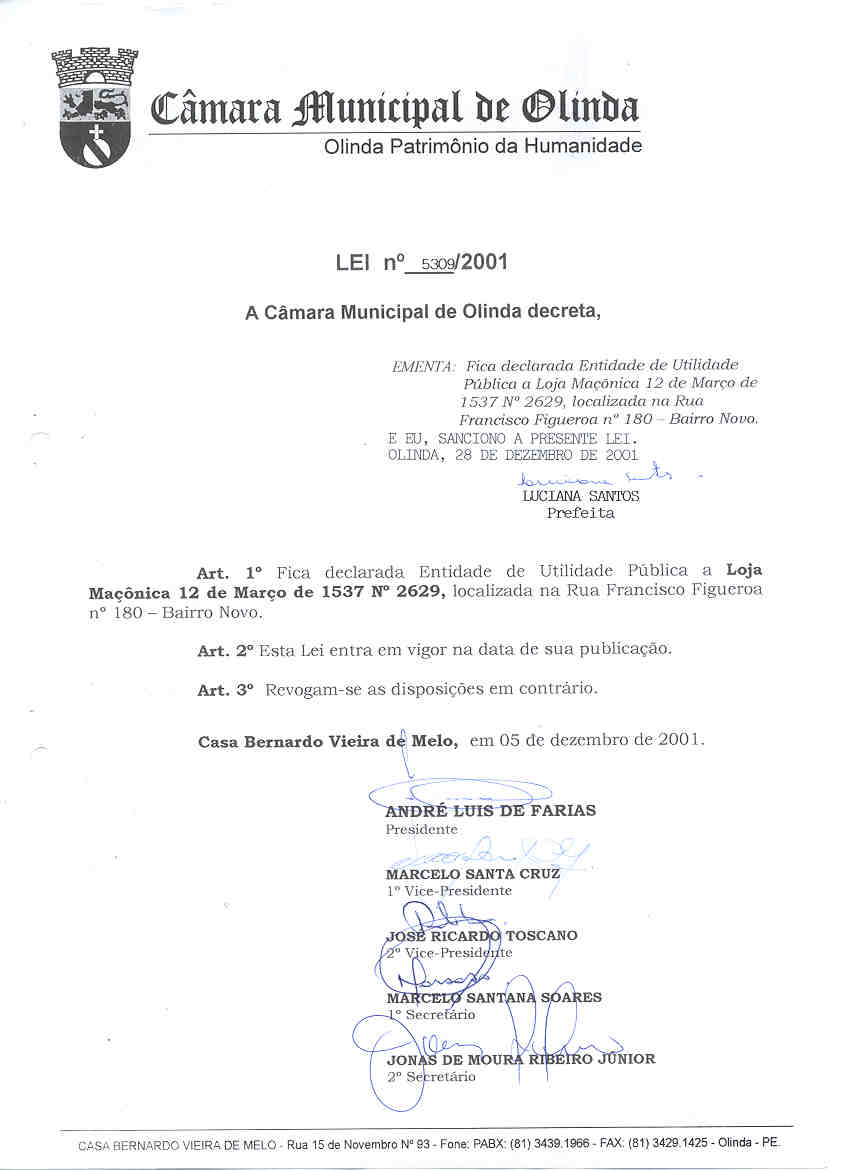 Câmara Municipal de Olinda
Olinda Patrimônio da Humanidade
LEI nº 5309/2001
A Câmara Municipal de Olinda decreta,
EMENTA: Fica declarada Entidade de Utilidade
Pública a Loja Maçônica 12 de Março de
1537 Nº 2629, localizada na Rua
Francisco Figueroa nº 180 – Bairro Novo.
E EU, SANCIONO A PRESENTE LEI.
OLINDA, 28 DE DEZEMBRO DE 2001
Luciana Santos
LUCIANA SANTOS
Prefeita
Art. 1º Fica declarada Entidade de Utilidade Pública a Loja
Maçônica 12 de Março de 1537 Nº 2629, localizada na Rua Francisco Figueroa
nº 180 – Bairro Novo.
Art. 2º Esta Lei entra em vigor na data de sua publicação.
Art. 3º Revogam-se as disposições em contrário.
Casa Bernardo Vieira de Melo, em 05 de dezembro de 2001.
ANDRÉ LUIS DE FARIAS
Presidente
MARCELO SANTA CRUZ
1º Vice-Presidente
JOSÉ RICARDO TOSCANO
2º Vice-Presidente
MARCELO SANTANA SOARES
1º Secretário
JONAS DE MOURA RIBEIRO JÚNIOR
2º Secretário
CASA BERNARDO VIEIRA DE MELO - Rua 15 de Novembro Nº 93 - Fone: PABX: (81) 3439.1966 - FAX: (81) 3429.1425 - Olinda - PE.